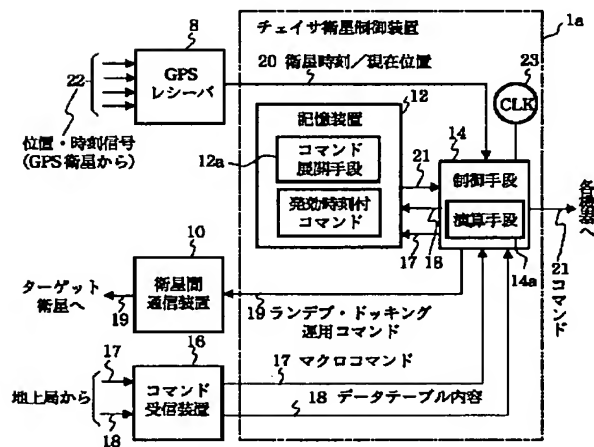 チェイサ衛星制御装置
1a
8
GPS
レシーバ
22
位置・時刻信号
(GPS衛星から)
20 衛星時刻/現在位置
23
CLK
記憶装置
12
12a
コマンド
展開手段
発効時刻付
コマンド
21
18
17
14
制御手段
演算手段
14a
各機器へ
21
コマンド
10
衛星間
通信装置
ターゲット
衛星へ
19
19 ランデブ・ドッキング
運用コマンド
16
コマンド
受信装置
17
地上局から
18
17 マクロコマンド
18 データテーブル内容